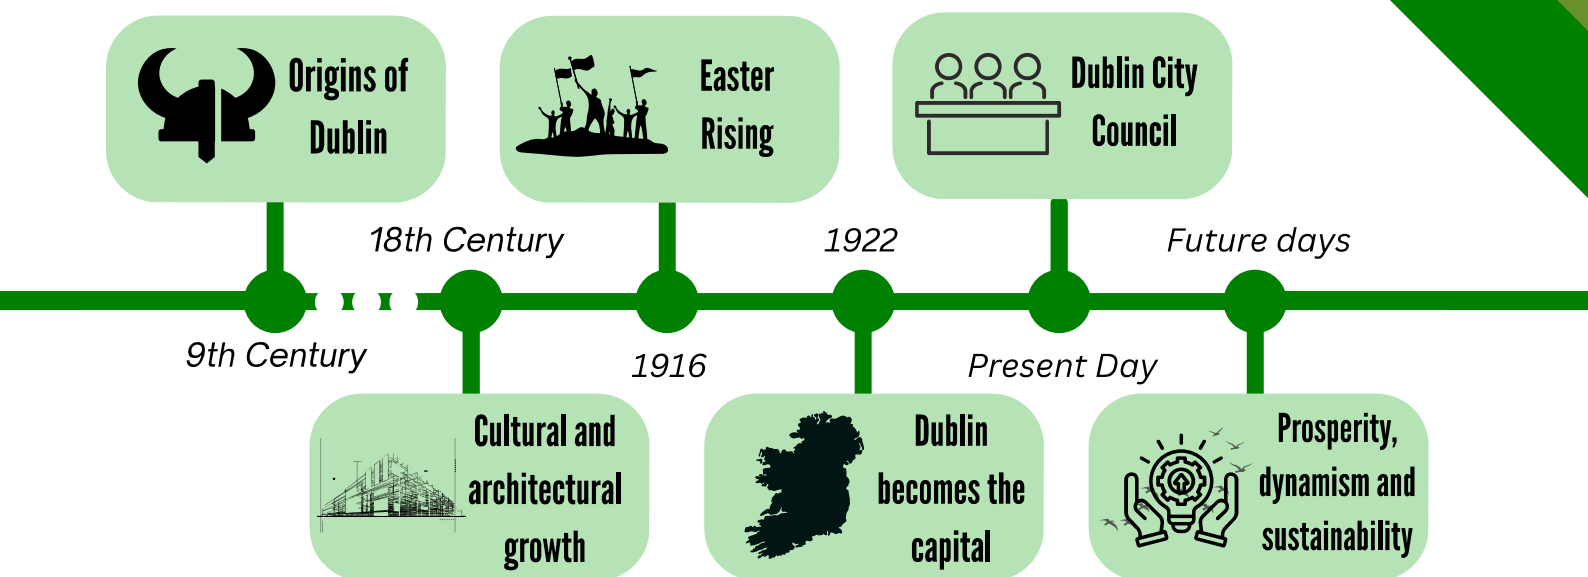 Origins of
Dublin
Easter
Rising
Dublin City
Council
18th Century
1922
Future days
9th Century
1916
Present Day
Cultural and
architectural
growth
Dublin
becomes the
capital
Prosperity,
dynamism and
sustainability